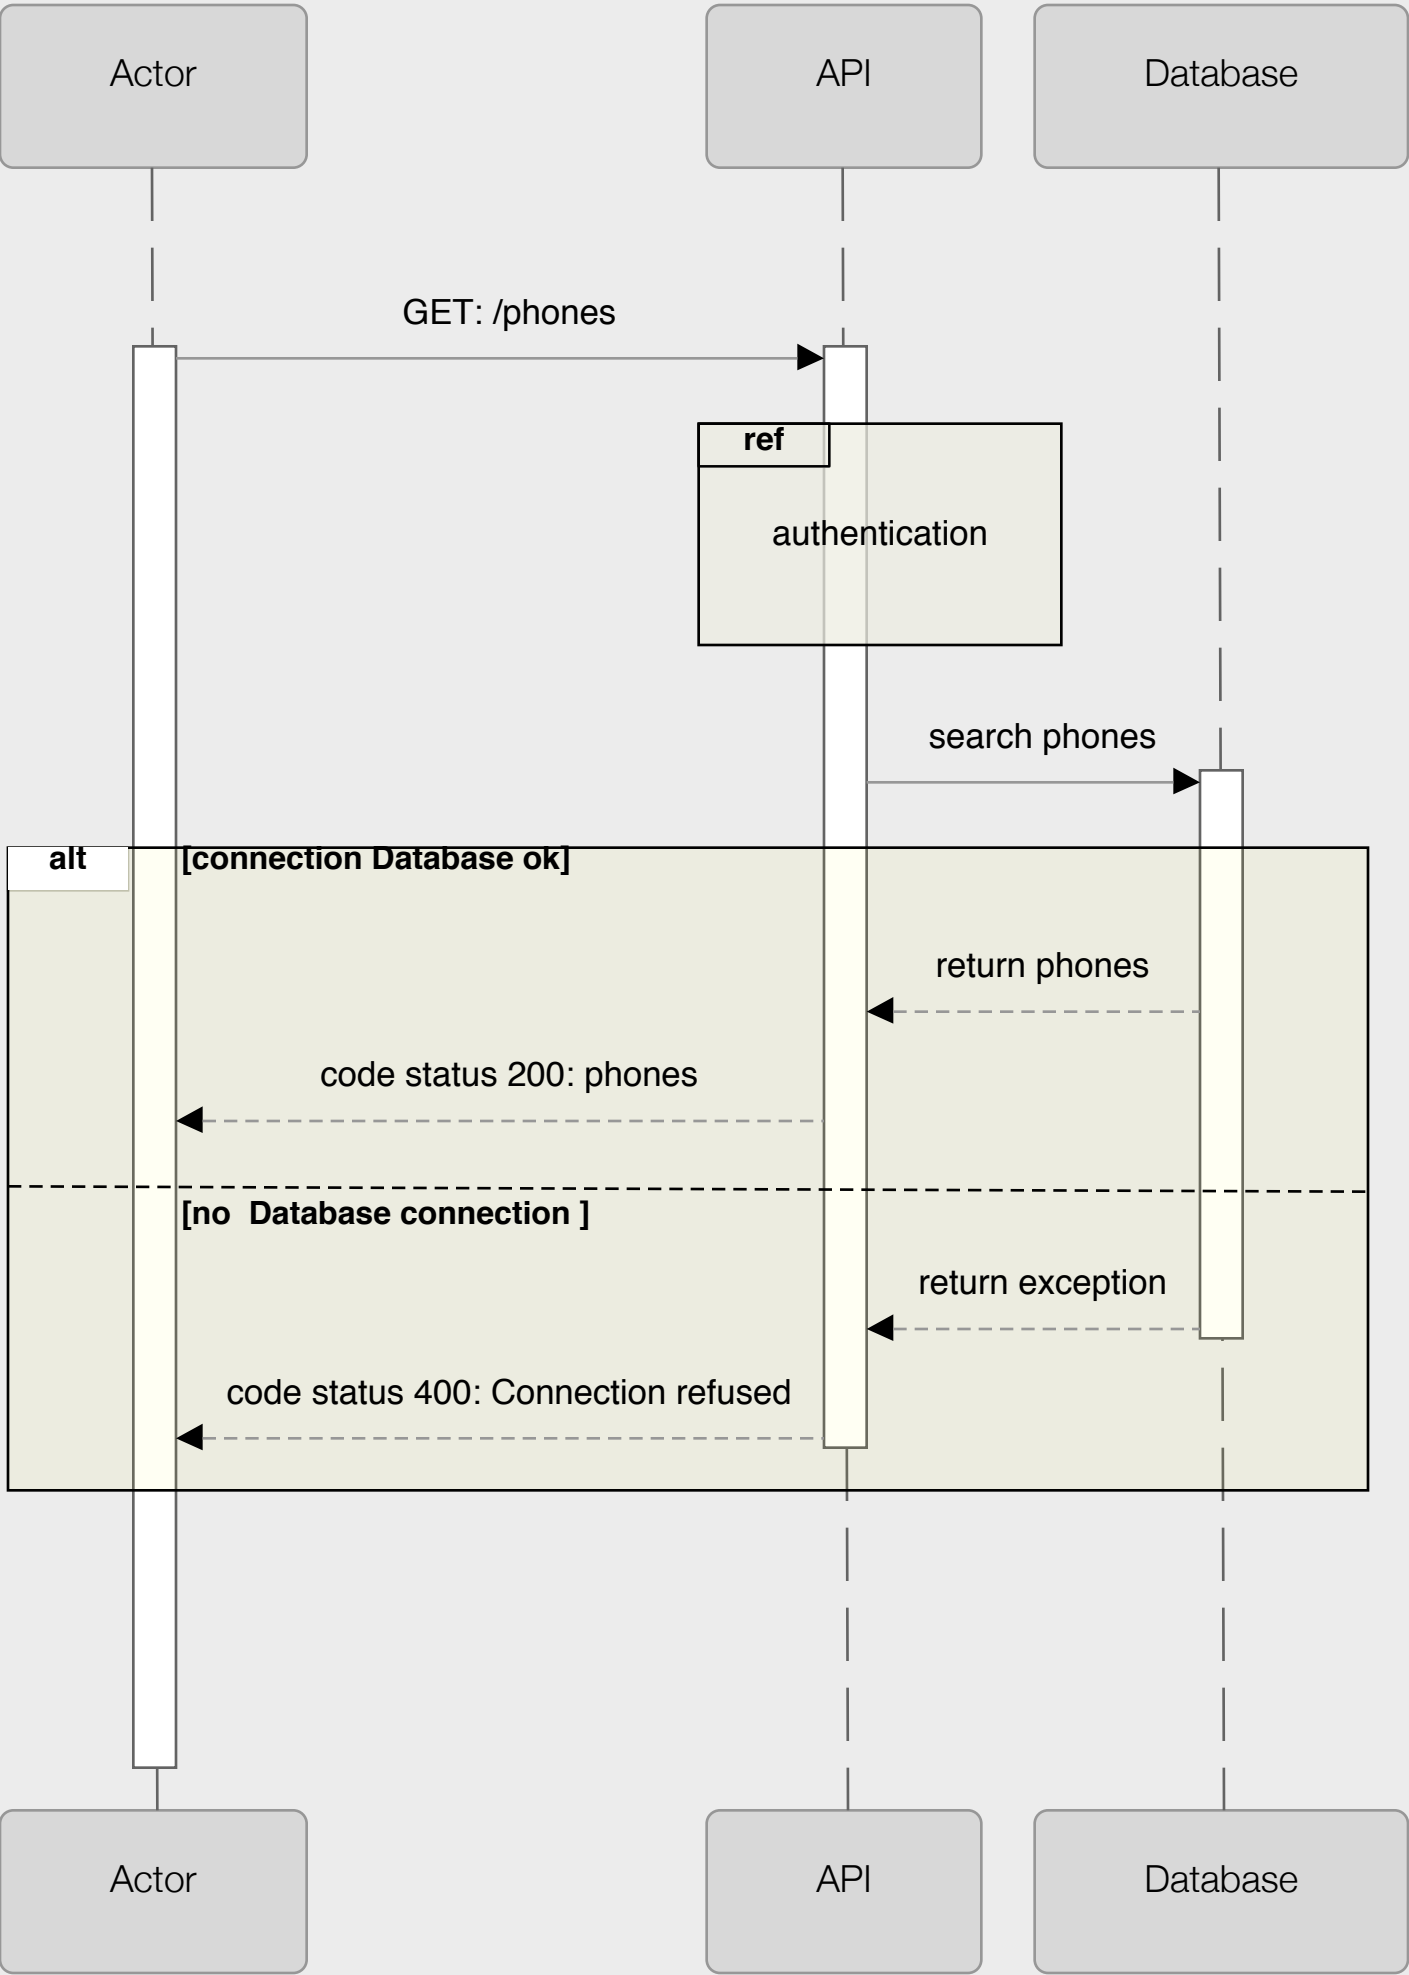 Actor
API
Database
GET: /phones
ref
authentication
search phones
alt
[connection Database ok]
return phones
code status 200: phones
[no  Database connection ]
return exception
code status 400: Connection refused
Actor
API
Database